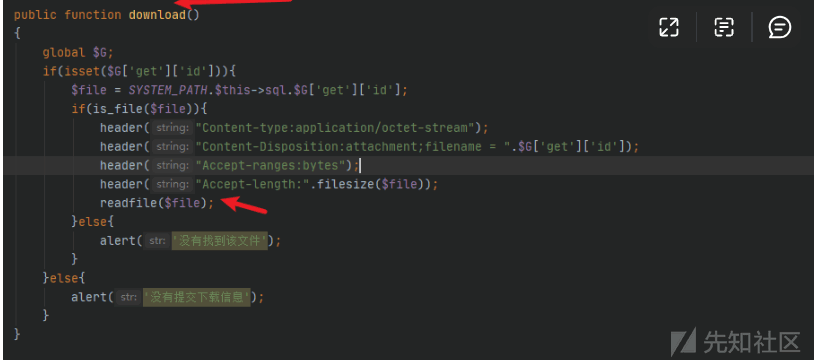 public function download()
{
global $G;
if(isset($G['get']['id'])){
$file = SYSTEM_PATH.$this->sql.$G['get']['id'];
if(is_file($file)){
header( string: "Content-type:application/octet-stream");
header( string: "Content-Disposition:attachment;filename = ".$G['get']['id']);
header( string: "Accept-ranges:bytes");
header( string: "Accept-length:".filesize($file));
readfile($file);
}else{
alert( str: '没有找到该文件');
}
}else{
alert( str: '没有提交下载信息');
}
}
先知社区